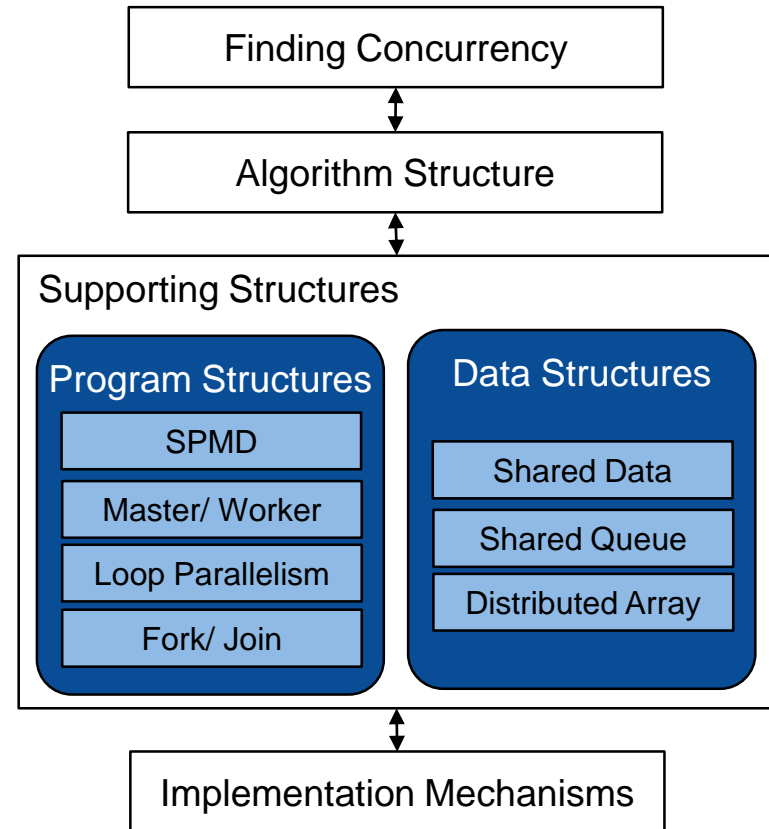 Finding Concurrency
Algorithm Structure
Supporting Structures
Program Structures
SPMD
Master/ Worker
Loop Parallelism
Fork/ Join
Data Structures
Shared Data
Shared Queue
Distributed Array
Implementation Mechanisms